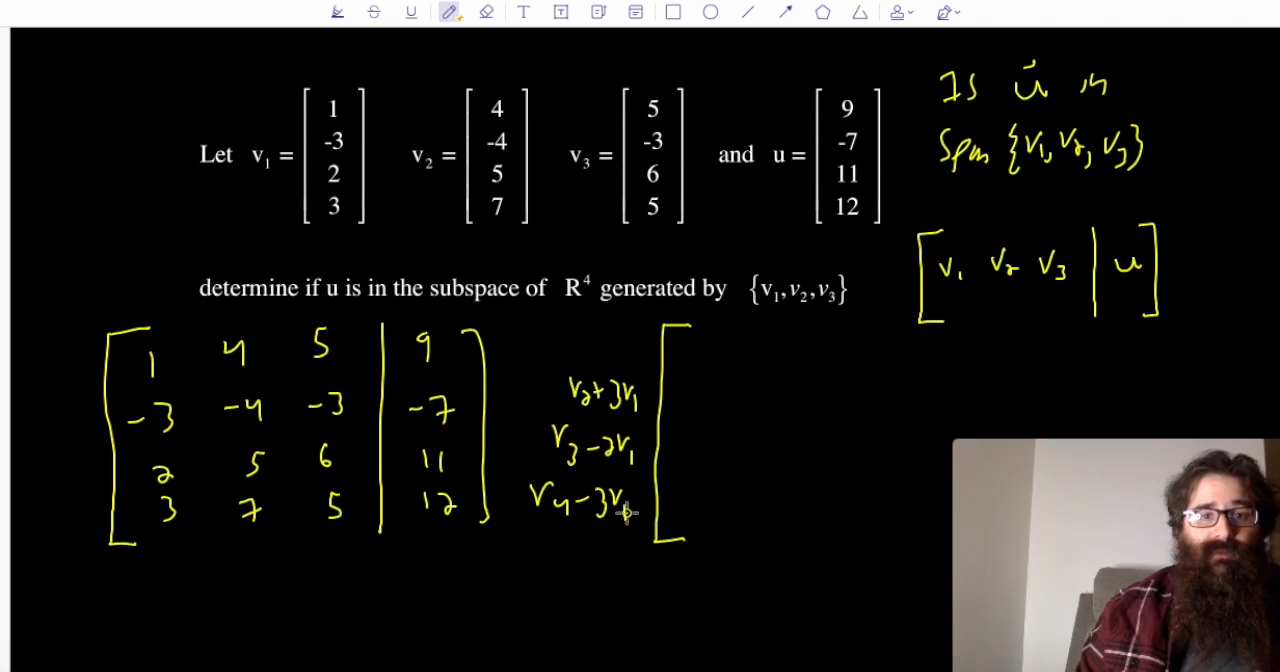 Let v₁ = [1 -3 2 3] v₂ = [4 -4 5 7] v₃ = [5 -3 6 5] and u = [9 -7 11 12]
determine if u is in the subspace of R⁴ generated by {v₁,v₂,v₃}
Is u⃗ in
Span {v₁, v₂, v₃}
[v₁ v₂ v₃ | u]
1 4 5 | 9
-3 -4 -3 | -7
2 5 6 | 11
3 7 5 | 12
r₂+3r₁
r₃-2r₁
r₄-3r₁